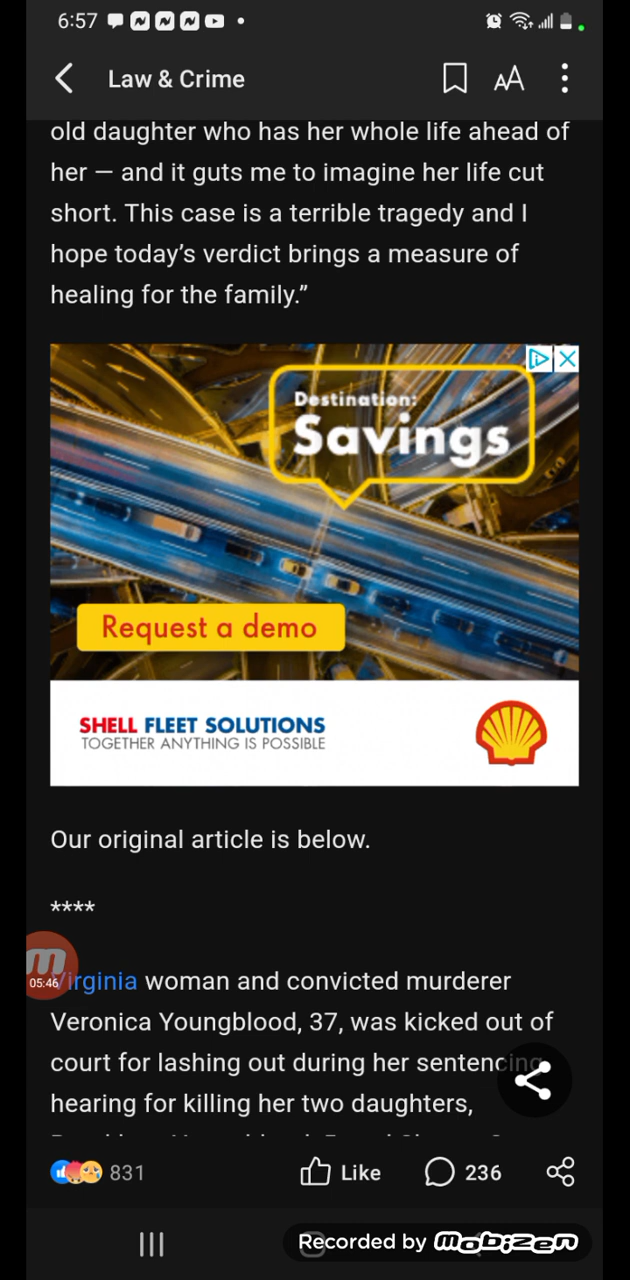 6:57
Law & Crime
AA
old daughter who has her whole life ahead of
her — and it guts me to imagine her life cut
short. This case is a terrible tragedy and I
hope today’s verdict brings a measure of
healing for the family.”
Destination:
Savings
Request a demo
SHELL FLEET SOLUTIONS
TOGETHER ANYTHING IS POSSIBLE
Our original article is below.
****
05:46
Virginia woman and convicted murderer
Veronica Youngblood, 37, was kicked out of
court for lashing out during her sentencing
hearing for killing her two daughters,
831
Like
236
Recorded by mobizen